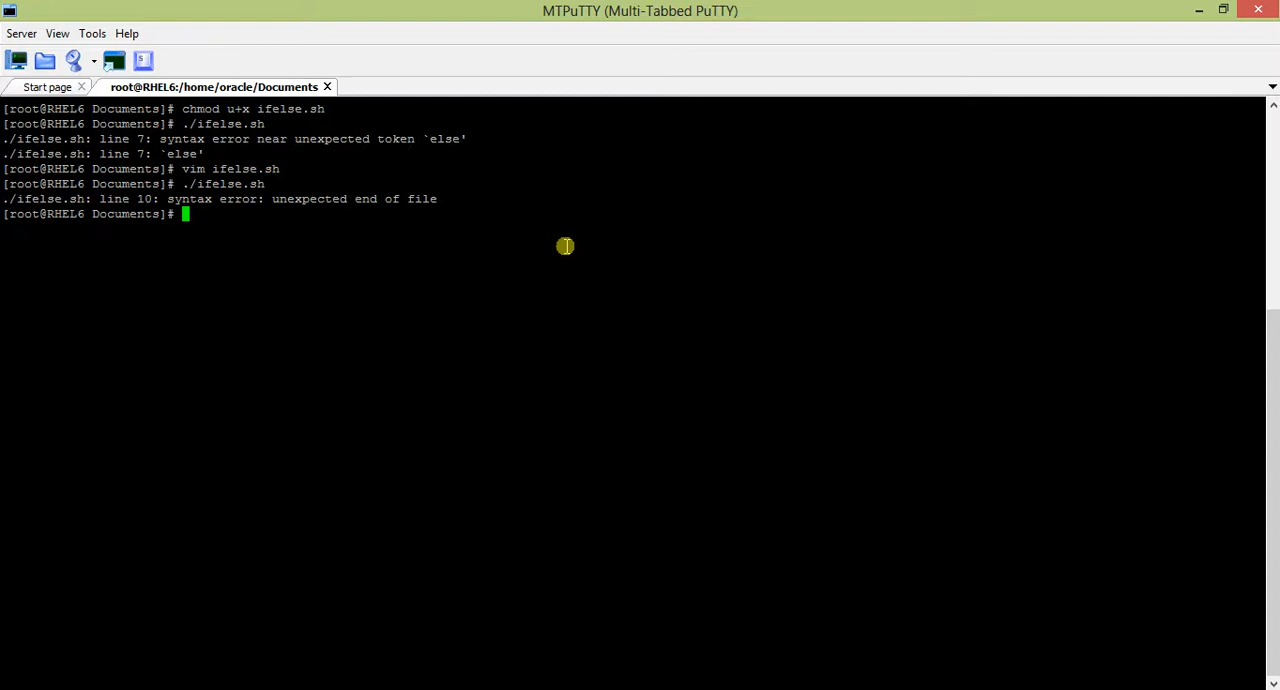 MTPuTTY (Multi-Tabbed PuTTY)
Server View Tools Help
Start page root@RHEL6:/home/oracle/Documents
[root@RHEL6 Documents]# chmod u+x ifelse.sh
[root@RHEL6 Documents]# ./ifelse.sh
./ifelse.sh: line 7: syntax error near unexpected token `else'
./ifelse.sh: line 7: `else'
[root@RHEL6 Documents]# vim ifelse.sh
[root@RHEL6 Documents]# ./ifelse.sh
./ifelse.sh: line 10: syntax error: unexpected end of file
[root@RHEL6 Documents]#